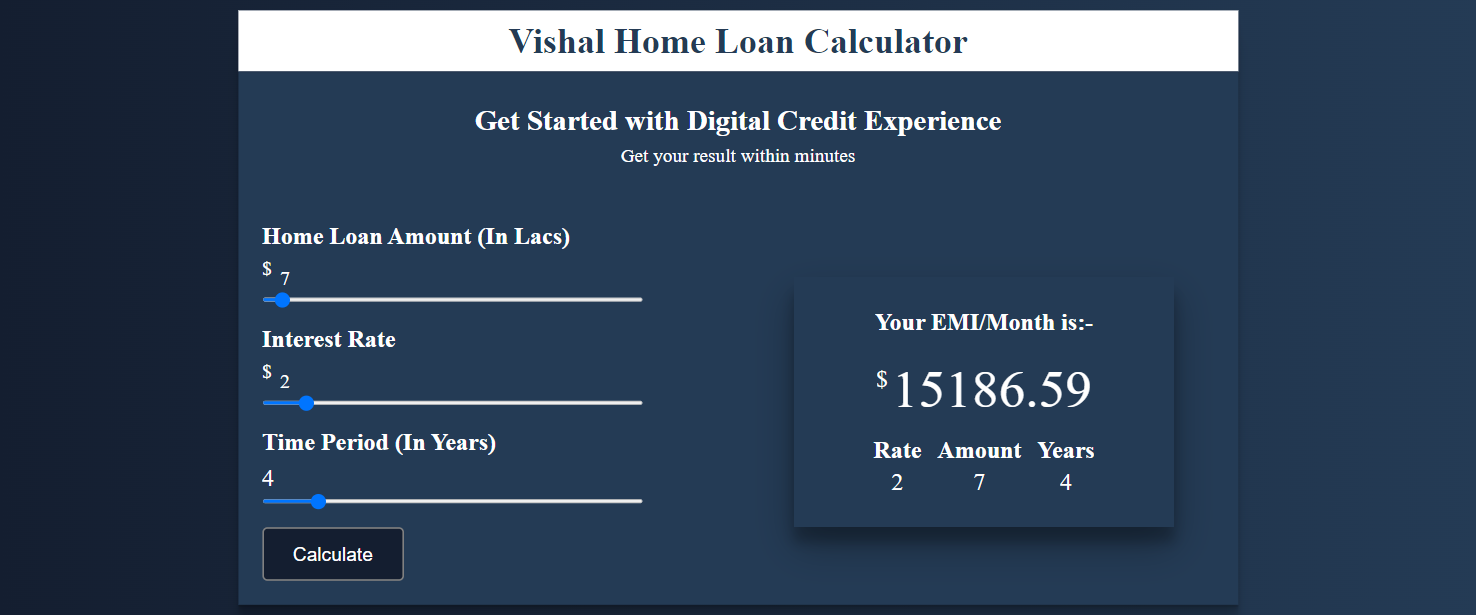 Vishal Home Loan Calculator
Get Started with Digital Credit Experience
Get your result within minutes
Home Loan Amount (In Lacs)
$ 7
Interest Rate
$ 2
Time Period (In Years)
4
Calculate
Your EMI/Month is:-
$ 15186.59
Rate Amount Years
2 7 4